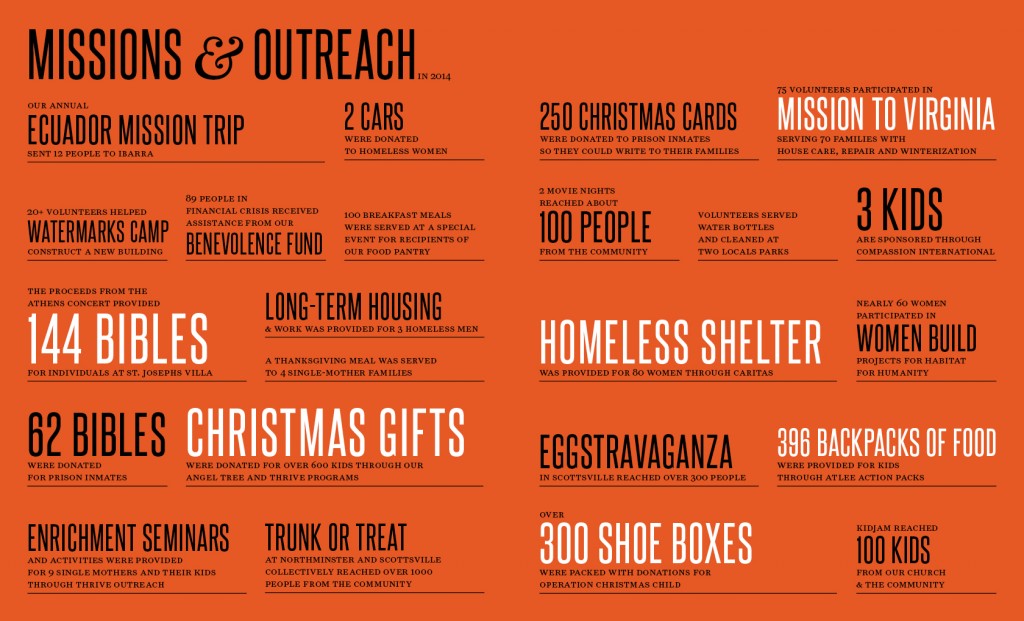 MISSIONS & OUTREACH IN 2014
OUR ANNUAL
ECUADOR MISSION TRIP
SENT 12 PEOPLE TO IBARRA
2 CARS
WERE DONATED
TO HOMELESS WOMEN
250 CHRISTMAS CARDS
WERE DONATED TO PRISON INMATES
SO THEY COULD WRITE TO THEIR FAMILIES
75 VOLUNTEERS PARTICIPATED IN
MISSION TO VIRGINIA
SERVING 70 FAMILIES WITH
HOUSE CARE, REPAIR AND WINTERIZATION
20+ VOLUNTEERS HELPED
WATERMARKS CAMP
CONSTRUCT A NEW BUILDING
89 PEOPLE IN
FINANCIAL CRISIS RECEIVED
ASSISTANCE FROM OUR
BENEVOLENCE FUND
100 BREAKFAST MEALS
WERE SERVED AT A SPECIAL
EVENT FOR RECIPIENTS OF
OUR FOOD PANTRY
2 MOVIE NIGHTS
REACHED ABOUT
100 PEOPLE
FROM THE COMMUNITY
VOLUNTEERS SERVED
WATER BOTTLES
AND CLEANED AT
TWO LOCALS PARKS
3 KIDS
ARE SPONSORED THROUGH
COMPASSION INTERNATIONAL
THE PROCEEDS FROM THE
ATHENS CONCERT PROVIDED
144 BIBLES
FOR INDIVIDUALS AT ST. JOSEPHS VILLA
LONG-TERM HOUSING
& WORK WAS PROVIDED FOR 3 HOMELESS MEN
A THANKSGIVING MEAL WAS SERVED
TO 4 SINGLE-MOTHER FAMILIES
HOMELESS SHELTER
WAS PROVIDED FOR 80 WOMEN THROUGH CARITAS
NEARLY 60 WOMEN
PARTICIPATED IN
WOMEN BUILD
PROJECTS FOR HABITAT
FOR HUMANITY
62 BIBLES
WERE DONATED
FOR PRISON INMATES
CHRISTMAS GIFTS
WERE DONATED FOR OVER 600 KIDS THROUGH OUR
ANGEL TREE AND THRIVE PROGRAMS
EGGSTRAVAGANZA
IN SCOTTSVILLE REACHED OVER 300 PEOPLE
396 BACKPACKS OF FOOD
WERE PROVIDED FOR KIDS
THROUGH ATLEE ACTION PACKS
ENRICHMENT SEMINARS
AND ACTIVITIES WERE PROVIDED
FOR 9 SINGLE MOTHERS AND THEIR KIDS
THROUGH THRIVE OUTREACH
TRUNK OR TREAT
AT NORTHMINSTER AND SCOTTSVILLE
COLLECTIVELY REACHED OVER 1000
PEOPLE FROM THE COMMUNITY
OVER
300 SHOE BOXES
WERE PACKED WITH DONATIONS FOR
OPERATION CHRISTMAS CHILD
KIDJAM REACHED
100 KIDS
FROM OUR CHURCH
& THE COMMUNITY